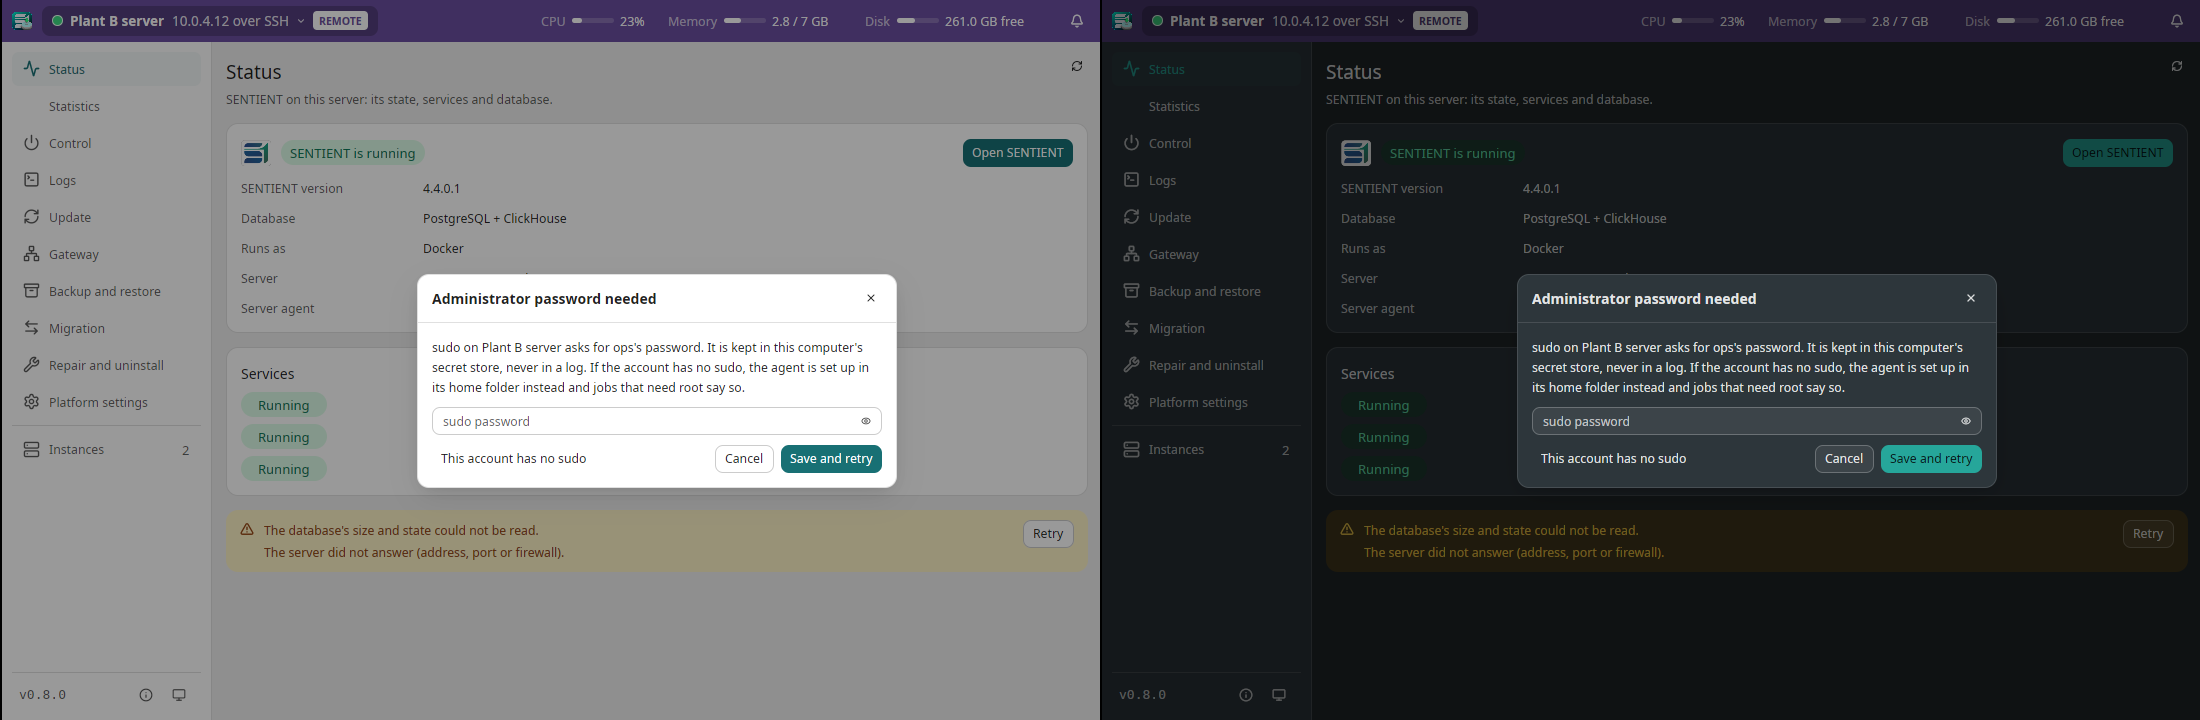 Plant B server 10.0.4.12 over SSH REMOTE
CPU 23% Memory 2.8 / 7 GB Disk 261.0 GB free
Status
Statistics
Control
Logs
Update
Gateway
Backup and restore
Migration
Repair and uninstall
Platform settings
Instances 2
v0.8.0
Status
SENTIENT on this server: its state, services and database.
SENTIENT is running
Open SENTIENT
SENTIENT version 4.4.0.1
Database PostgreSQL + ClickHouse
Runs as Docker
Server
Server agent
Services
Running
Running
Running
Administrator password needed
sudo on Plant B server asks for ops's password. It is kept in this computer's
secret store, never in a log. If the account has no sudo, the agent is set up in
its home folder instead and jobs that need root say so.
sudo password
This account has no sudo
Cancel
Save and retry
The database's size and state could not be read.
The server did not answer (address, port or firewall).
Retry
Plant B server 10.0.4.12 over SSH REMOTE
CPU 23% Memory 2.8 / 7 GB Disk 261.0 GB free
Status
Statistics
Control
Logs
Update
Gateway
Backup and restore
Migration
Repair and uninstall
Platform settings
Instances 2
v0.8.0
Status
SENTIENT on this server: its state, services and database.
SENTIENT is running
Open SENTIENT
SENTIENT version 4.4.0.1
Database PostgreSQL + ClickHouse
Runs as Docker
Server
Server agent
Services
Running
Running
Running
Administrator password needed
sudo on Plant B server asks for ops's password. It is kept in this computer's
secret store, never in a log. If the account has no sudo, the agent is set up in
its home folder instead and jobs that need root say so.
sudo password
This account has no sudo
Cancel
Save and retry
The database's size and state could not be read.
The server did not answer (address, port or firewall).
Retry